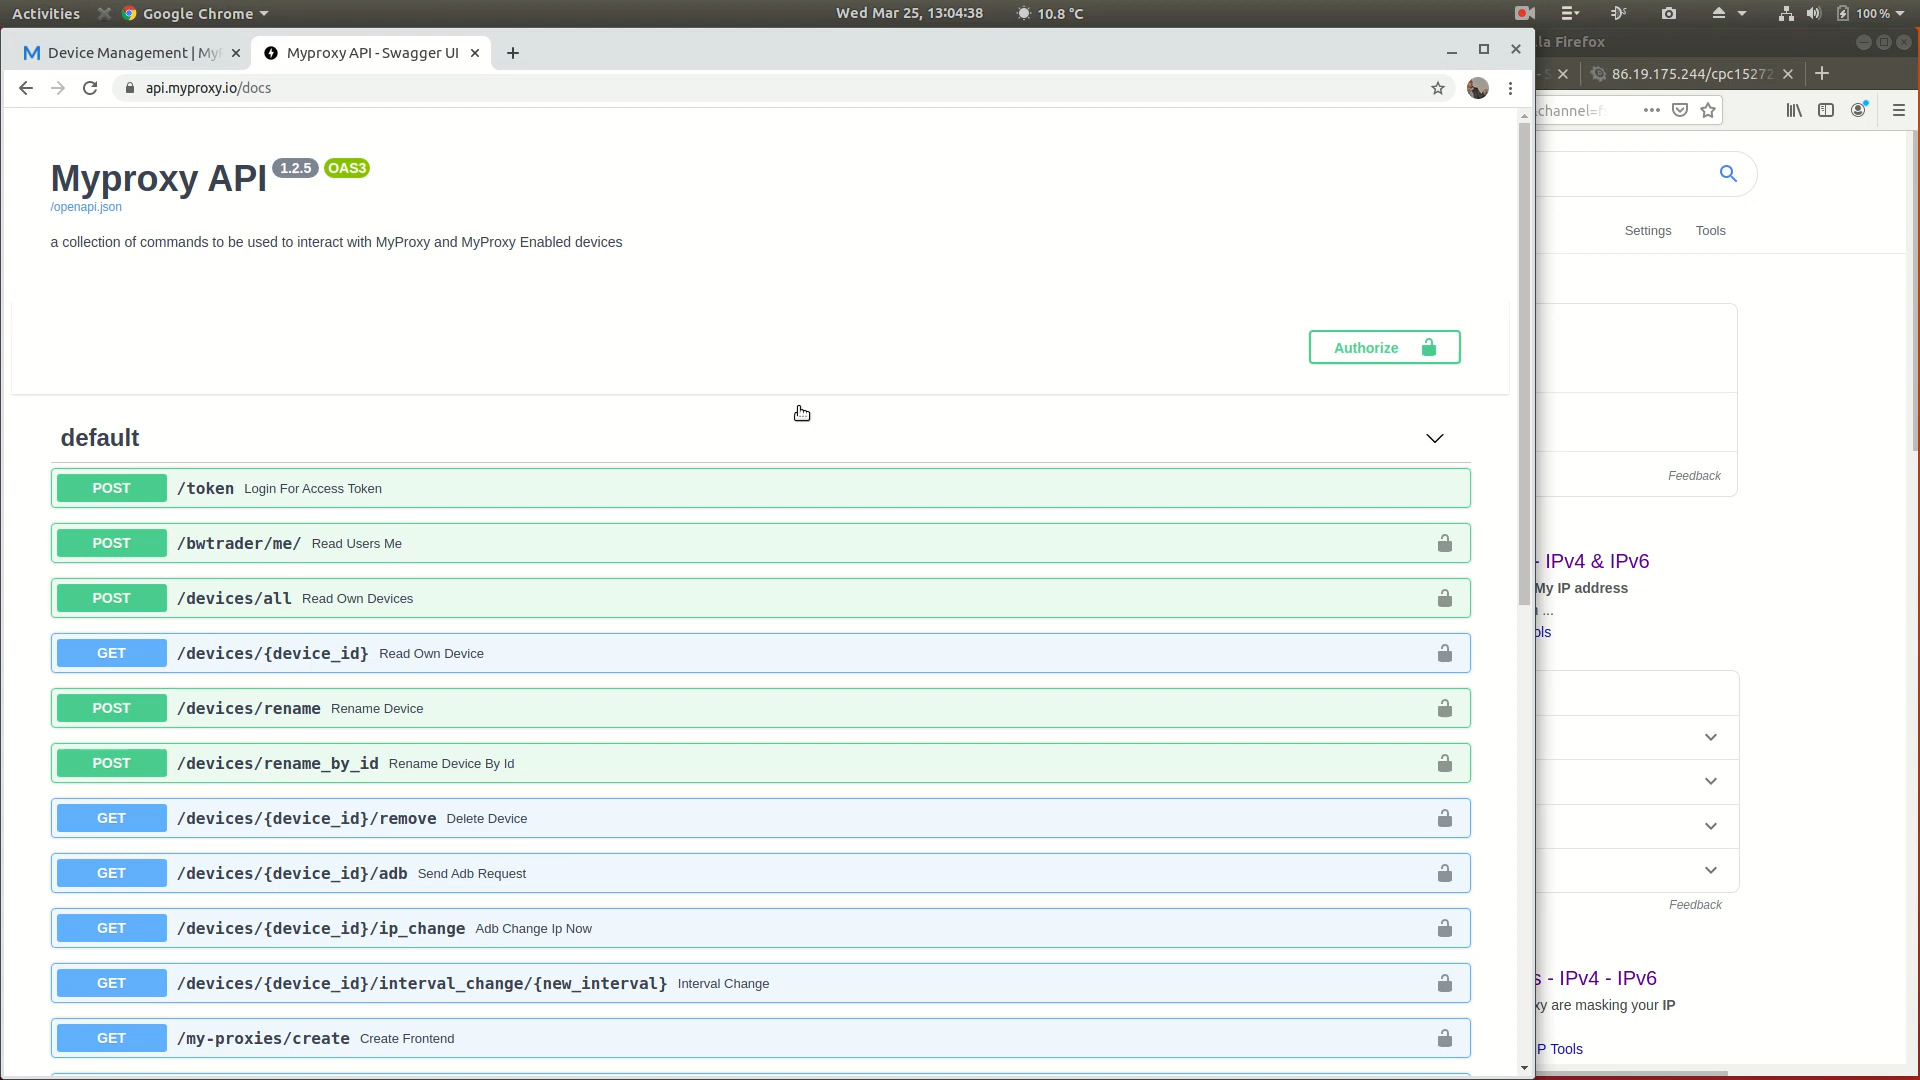 Activities
Google Chrome
Wed Mar 25, 13:04:38
10.8 °C
100 %
Device Management | My
Myproxy API - Swagger UI
la Firefox
86.19.175.244/cpc15272
api.myproxy.io/docs
channel=f
Myproxy API 1.2.5 OAS3
/openapi.json
a collection of commands to be used to interact with MyProxy and MyProxy Enabled devices
Settings Tools
Authorize
default
POST /token Login For Access Token
POST /bwtrader/me/ Read Users Me
POST /devices/all Read Own Devices
GET /devices/{device_id} Read Own Device
POST /devices/rename Rename Device
POST /devices/rename_by_id Rename Device By Id
GET /devices/{device_id}/remove Delete Device
GET /devices/{device_id}/adb Send Adb Request
GET /devices/{device_id}/ip_change Adb Change Ip Now
GET /devices/{device_id}/interval_change/{new_interval} Interval Change
GET /my-proxies/create Create Frontend
Feedback
- IPv4 & IPv6
My IP address
...
ols
Feedback
s - IPv4 - IPv6
xy are masking your IP
P Tools